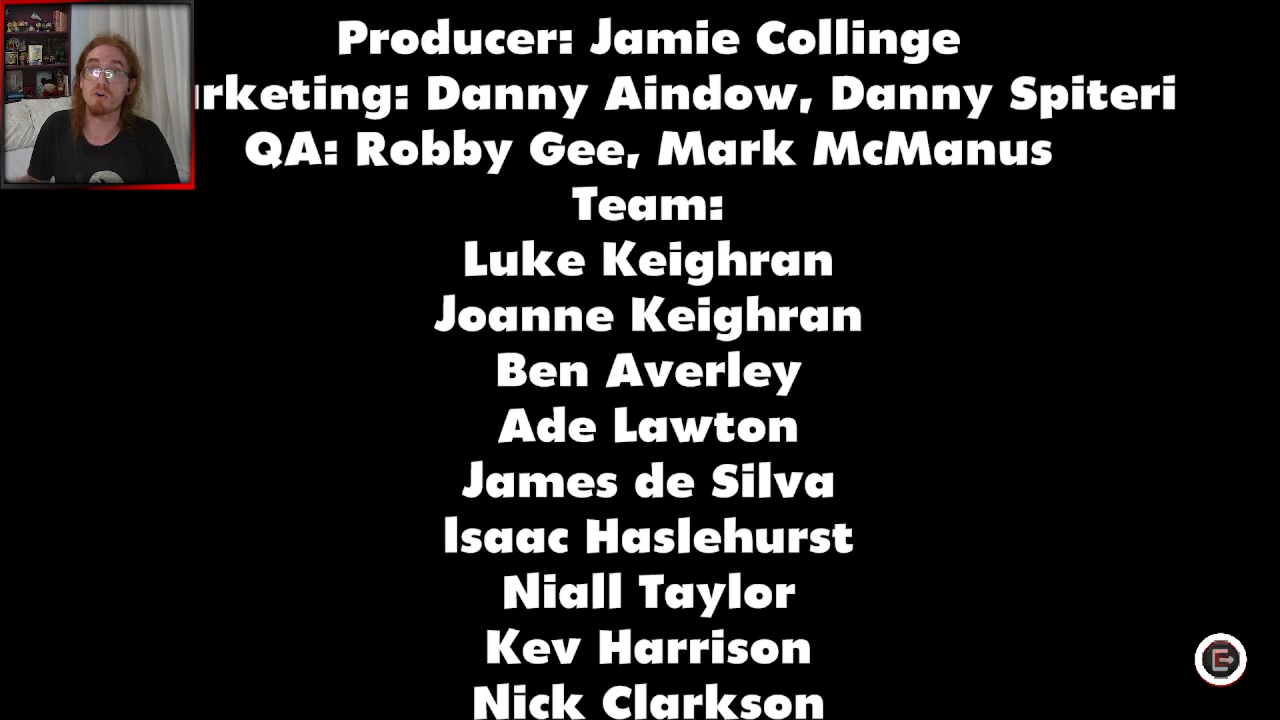 Producer: Jamie Collinge
rketing: Danny Aindow, Danny Spiteri
QA: Robby Gee, Mark McManus
Team:
Luke Keighran
Joanne Keighran
Ben Averley
Ade Lawton
James de Silva
Isaac Haslehurst
Niall Taylor
Kev Harrison
Nick Clarkson